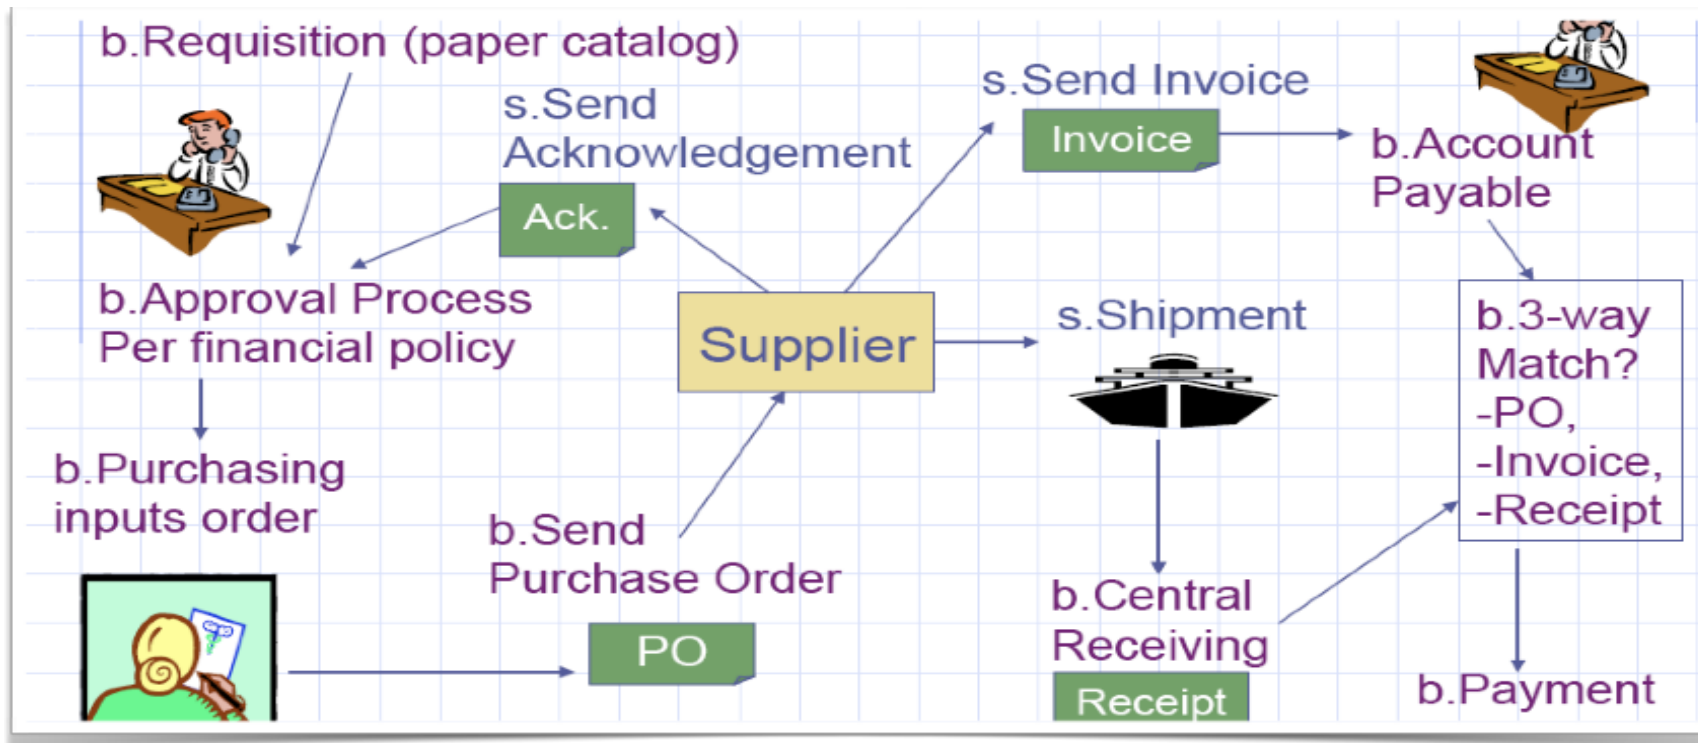 b.Requisition (paper catalog)
s.Send
Acknowledgement
Ack.
b.Approval Process
Per financial policy
b.Purchasing
inputs order
b.Send
Purchase Order
PO
Supplier
s.Send Invoice
Invoice
b.Account
Payable
s.Shipment
b.Central
Receiving
Receipt
b.3-way
Match?
-PO,
-Invoice,
-Receipt
b.Payment